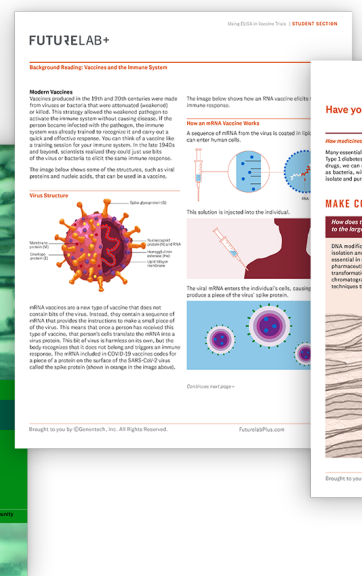 Using ELISA in Vaccine Trials | STUDENT SECTION
FUTURELAB+
Background Reading: Vaccines and the Immune System
Modern Vaccines
Vaccines produced in the 19th and 20th centuries were made
from viruses or bacteria that were attenuated (weakened)
or killed. This strategy allowed the weakened pathogen to
activate the immune system without causing disease. If the
person became infected with the pathogen, the immune
system was already trained to recognize it and carry out a
quick and effective response. You can think of a vaccine like
a training session for your immune system. In the late 1940s
and beyond, scientists realized they could just use bits
of the virus or bacteria to elicit the same immune response.
The image below shows some of the structures, such as viral
proteins and nucleic acids, that can be used in a vaccine.
Virus Structure
Spike glycoprotein (S)
Membrane
protein (M)
Envelope
protein (E)
Nucleocapsid
protein (N) and RNA
Hemagglutinin
esterase (HE)
Lipid bilayer
membrane
mRNA vaccines are a new type of vaccine that does not
contain bits of the virus. Instead, they contain a sequence of
mRNA that provides the instructions to make a small piece of
of the virus. This means that once a person has received this
type of vaccine, that person's cells translate the mRNA into a
virus protein. This bit of virus is harmless on its own, but the
body recognizes that it does not belong and triggers an immune
response. The mRNA included in COVID-19 vaccines codes for
a piece of a protein on the surface of the SARS-CoV-2 virus
called the spike protein (shown in orange in the image above).
The image below shows how an RNA vaccine elicits
immune response.
How an mRNA Vaccine Works
A sequence of mRNA from the virus is coated in lipid
can enter human cells.
RNA
This solution is injected into the individual.
The viral mRNA enters the individual's cells, causing
produce a piece of the virus' spike protein.
Continues next page
Brought to you by ©Genentech, Inc. All Rights Reserved.
FuturelabPlus.com
Have yo
How medicines
Many essential
Type 1 diabetes
drugs, we can
as bacteria, wi
isolate and pur
MAKE CO
How does t
to the large
DNA modific
isolation an
essential in
pharmaceut
transformatio
chromatogra
techniques t
Brought to you